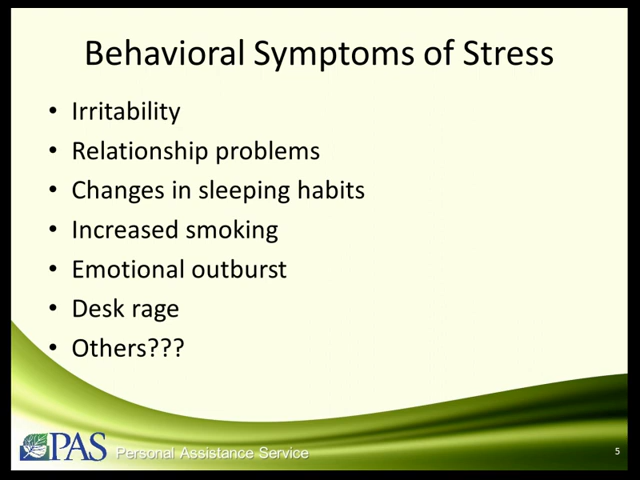 Behavioral Symptoms of Stress
• Irritability
• Relationship problems
• Changes in sleeping habits
• Increased smoking
• Emotional outburst
• Desk rage
• Others???
PAS Personal Assistance Service
5